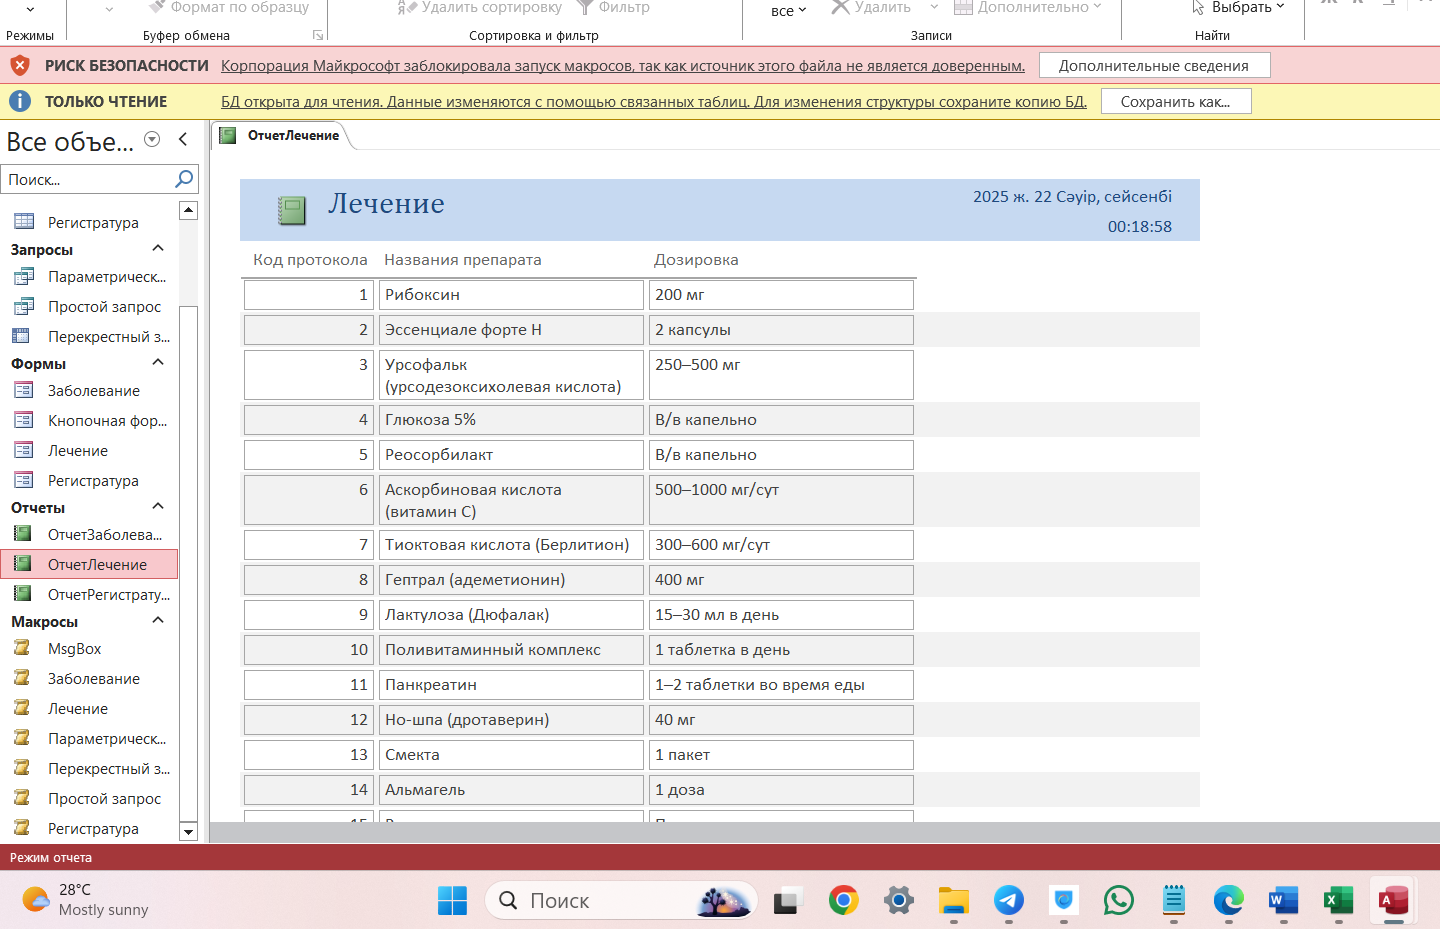 Формат по образцу
Удалить сортировку
Фильтр
все
Удалить
Дополнительно
Выбрать
Режимы
Буфер обмена
Сортировка и фильтр
Записи
Найти
РИСК БЕЗОПАСНОСТИ Корпорация Майкрософт заблокировала запуск макросов, так как источник этого файла не является доверенным. Дополнительные сведения
ТОЛЬКО ЧТЕНИЕ БД открыта для чтения. Данные изменяются с помощью связанных таблиц. Для изменения структуры сохраните копию БД. Сохранить как...
Все объе...
Поиск...
Регистратура
Запросы
Параметрическ...
Простой запрос
Перекрестный з...
Формы
Заболевание
Кнопочная фор...
Лечение
Регистратура
Отчеты
ОтчетЗаболева...
ОтчетЛечение
ОтчетРегистрату...
Макросы
MsgBox
Заболевание
Лечение
Параметрическ...
Перекрестный з...
Простой запрос
Регистратура
ОтчетЛечение
Лечение
2025 ж. 22 Сәуір, сейсенбі
00:18:58
Код протокола Названия препарата Дозировка
1 Рибоксин 200 мг
2 Эссенциале форте Н 2 капсулы
3 Урсофальк 250–500 мг
(урсодезоксихолевая кислота)
4 Глюкоза 5% В/в капельно
5 Реосорбилакт В/в капельно
6 Аскорбиновая кислота 500–1000 мг/сут
(витамин С)
7 Тиоктовая кислота (Берлитион) 300–600 мг/сут
8 Гептрал (адеметионин) 400 мг
9 Лактулоза (Дюфалак) 15–30 мл в день
10 Поливитаминный комплекс 1 таблетка в день
11 Панкреатин 1–2 таблетки во время еды
12 Но-шпа (дротаверин) 40 мг
13 Смекта 1 пакет
14 Альмагель 1 доза
Режим отчета
28°C
Mostly sunny
Поиск